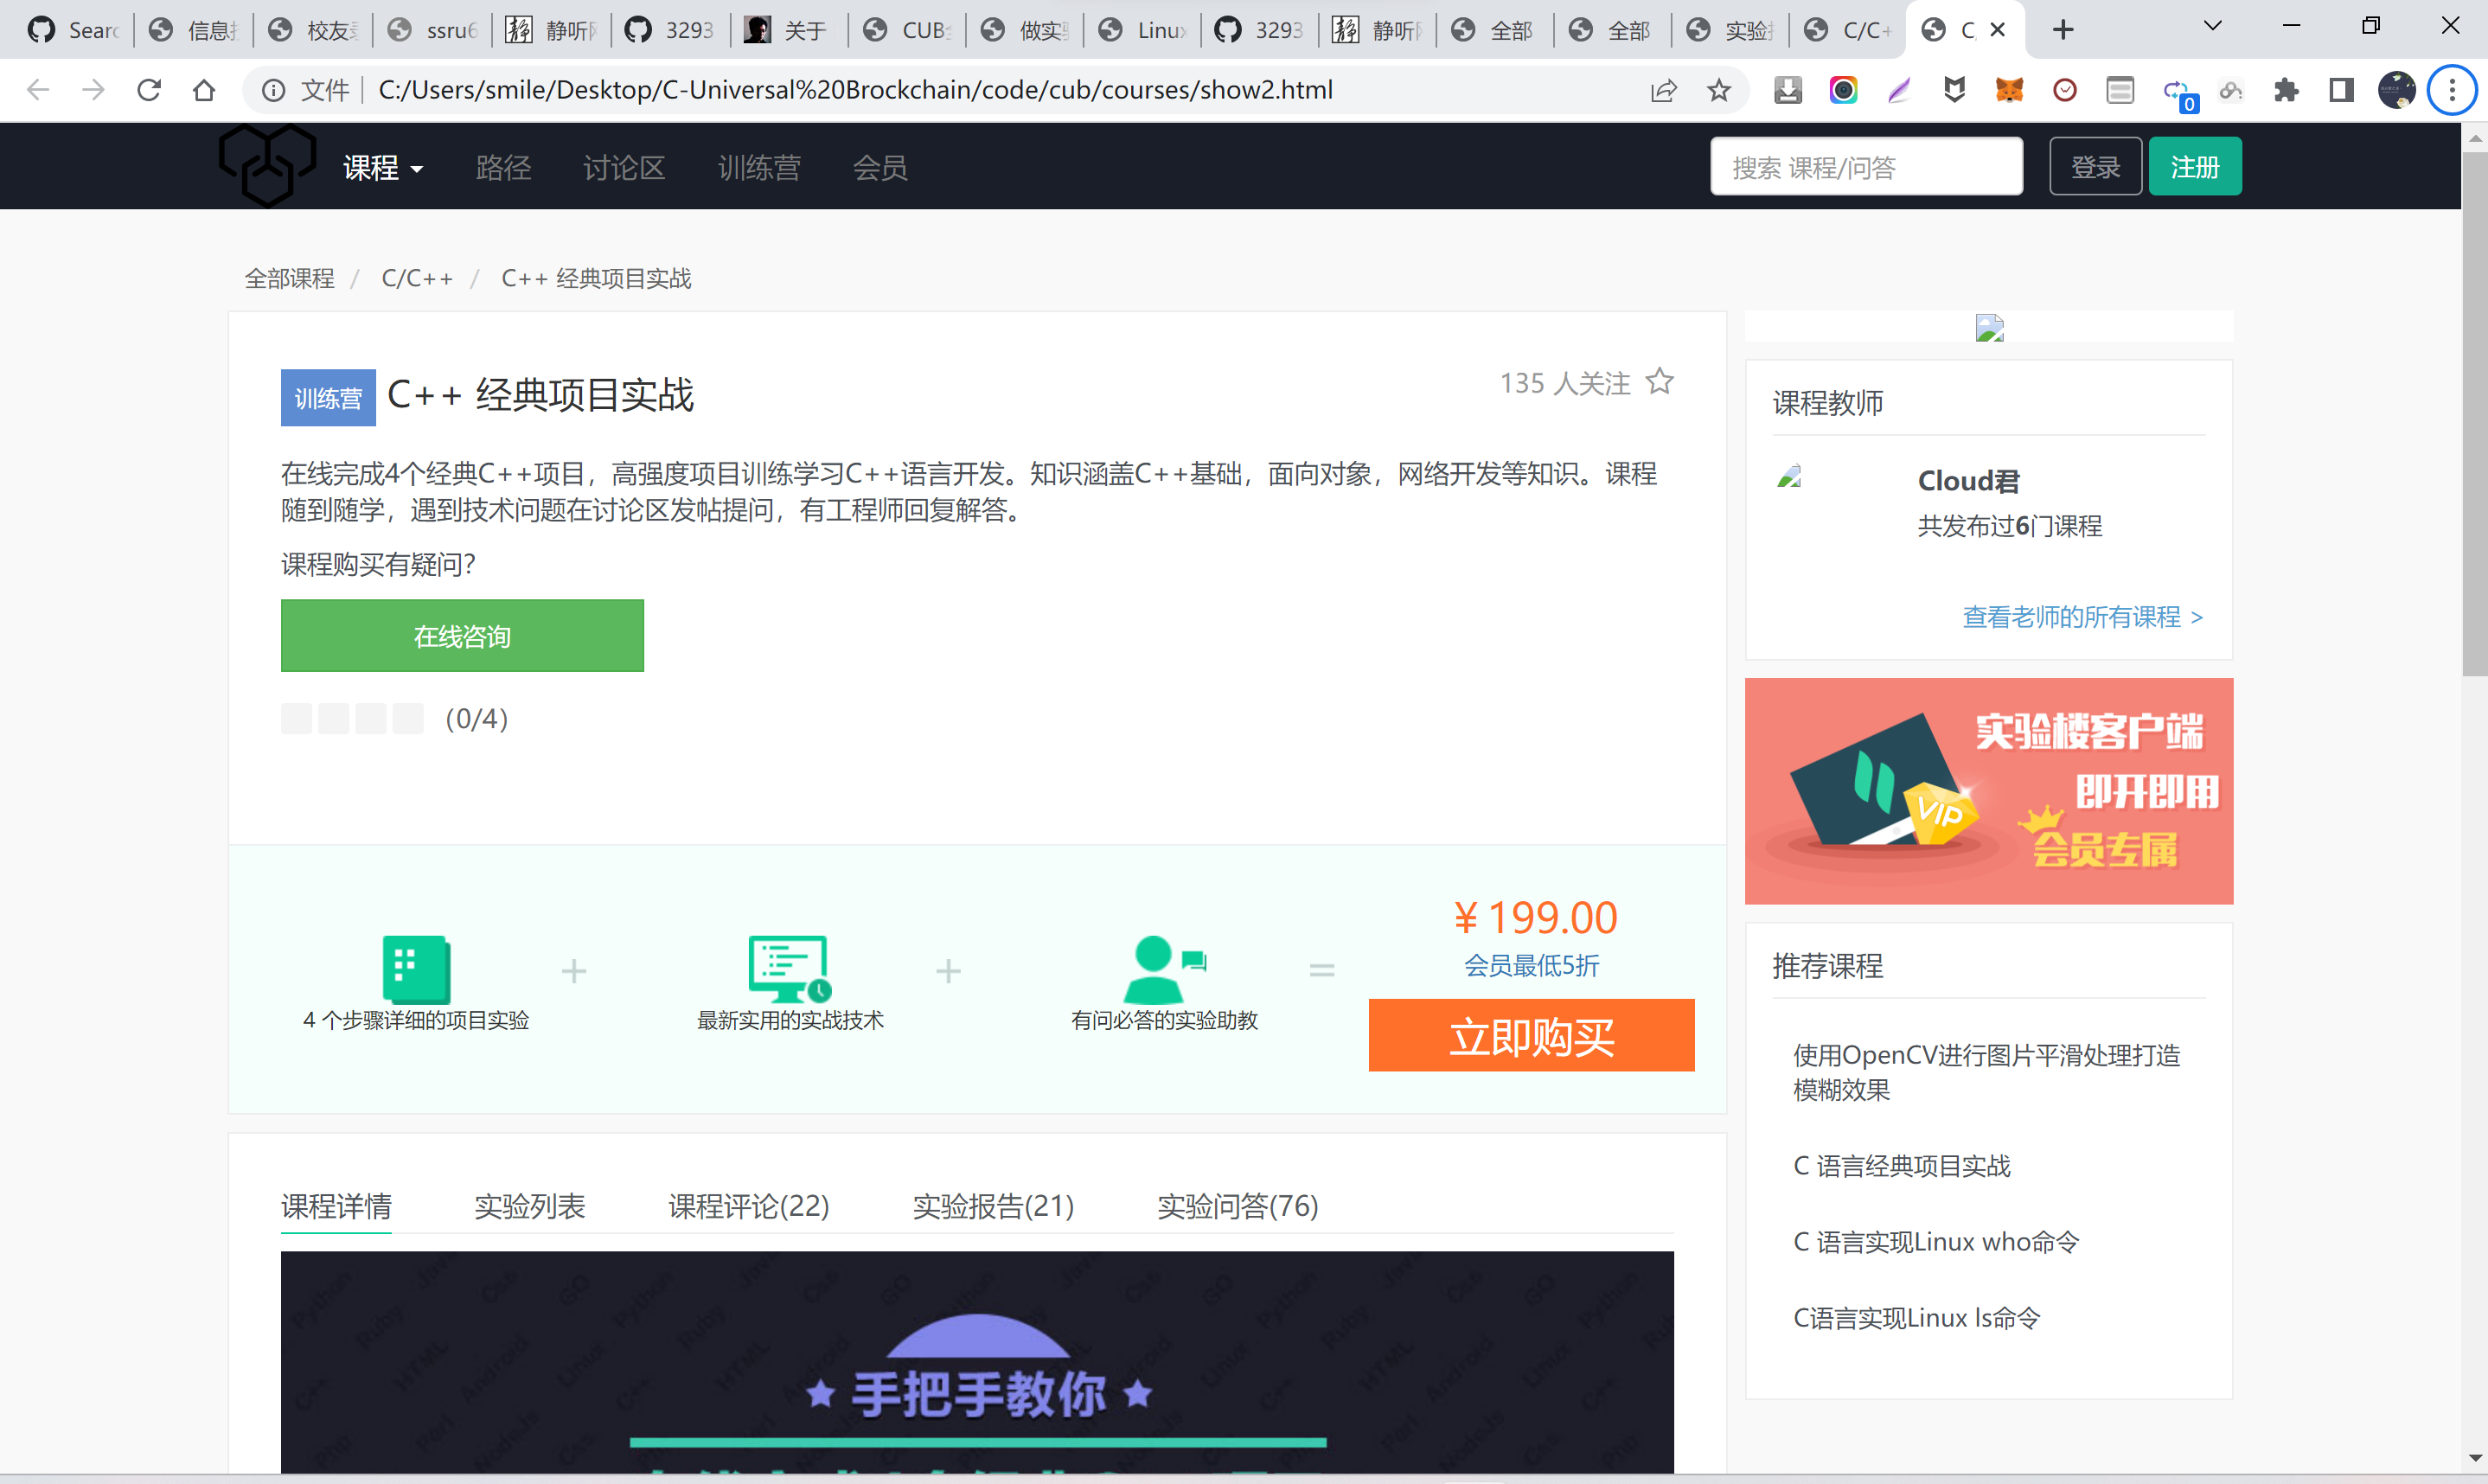 Searc
信息
校友
ssru6
静听
3293
关于
CUB
做实
Linux
3293
静听
全部
全部
实验
C/C+
C
文件
C:/Users/smile/Desktop/C-Universal%20Brockchain/code/cub/courses/show2.html
0
课程 路径 讨论区 训练营 会员
搜索 课程/问答
登录 注册
全部课程 / C/C++ / C++ 经典项目实战
训练营 C++ 经典项目实战
135 人关注
在线完成4个经典C++项目，高强度项目训练学习C++语言开发。知识涵盖C++基础，面向对象，网络开发等知识。课程
随到随学，遇到技术问题在讨论区发帖提问，有工程师回复解答。
课程购买有疑问？
在线咨询
(0/4)
4 个步骤详细的项目实验
+
最新实用的实战技术
+
有问必答的实验助教
=
¥ 199.00
会员最低5折
立即购买
课程详情 实验列表 课程评论(22) 实验报告(21) 实验问答(76)
手把手教你
课程教师
Cloud君
共发布过6门课程
查看老师的所有课程 >
实验楼客户端
即开即用
VIP
会员专属
推荐课程
使用OpenCV进行图片平滑处理打造
模糊效果
C 语言经典项目实战
C 语言实现Linux who命令
C语言实现Linux ls命令